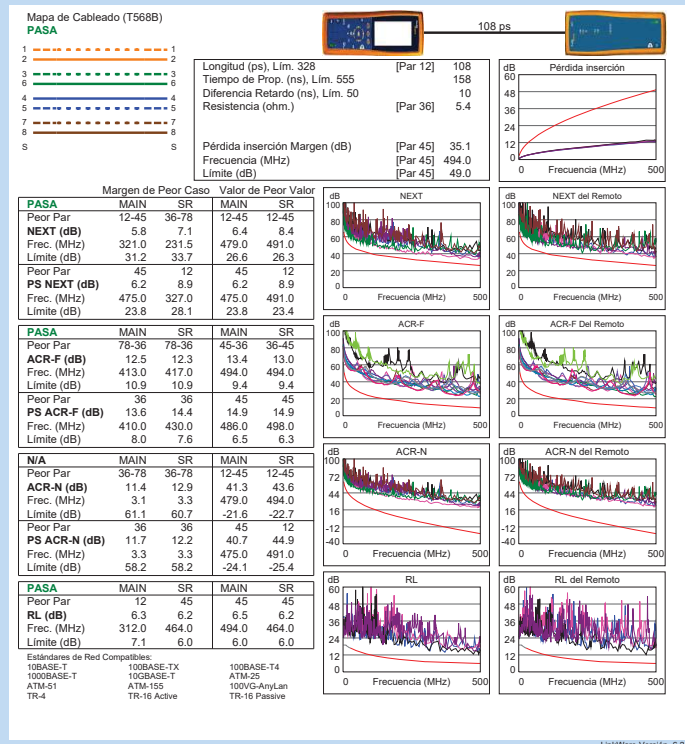 Mapa de Cableado (T568B)
PASA
1 1
2 2
3 3
6 6
4 4
5 5
7 7
8 8
S S
108 ps
Longitud (ps), Lím. 328 [Par 12] 108
Tiempo de Prop. (ns), Lím. 555 158
Diferencia Retardo (ns), Lím. 50 10
Resistencia (ohm.) [Par 36] 5.4
Pérdida inserción Margen (dB) [Par 45] 35.1
Frecuencia (MHz) [Par 45] 494.0
Límite (dB) [Par 45] 49.0
dB Pérdida inserción
60
48
36
24
12
0
0 Frecuencia (MHz) 500
Margen de Peor Caso Valor de Peor Valor
PASA MAIN SR MAIN SR
Peor Par 12-45 36-78 12-45 12-45
NEXT (dB) 5.8 7.1 6.4 8.4
Frec. (MHz) 321.0 231.5 479.0 491.0
Límite (dB) 31.2 33.7 26.6 26.3
Peor Par 45 12 45 12
PS NEXT (dB) 6.2 8.9 6.2 8.9
Frec. (MHz) 475.0 327.0 475.0 491.0
Límite (dB) 23.8 28.1 23.8 23.4
PASA MAIN SR MAIN SR
Peor Par 78-36 78-36 45-36 36-45
ACR-F (dB) 12.5 12.3 13.4 13.0
Frec. (MHz) 413.0 417.0 494.0 494.0
Límite (dB) 10.9 10.9 9.4 9.4
Peor Par 36 36 45 45
PS ACR-F (dB) 13.6 14.4 14.9 14.9
Frec. (MHz) 410.0 430.0 486.0 498.0
Límite (dB) 8.0 7.6 6.5 6.3
N/A MAIN SR MAIN SR
Peor Par 36-78 36-78 12-45 12-45
ACR-N (dB) 11.4 12.9 41.3 43.6
Frec. (MHz) 3.1 3.3 479.0 494.0
Límite (dB) 61.1 60.7 -21.6 -22.7
Peor Par 36 36 45 12
PS ACR-N (dB) 11.7 12.2 40.7 44.9
Frec. (MHz) 3.3 3.3 475.0 491.0
Límite (dB) 58.2 58.2 -24.1 -25.4
PASA MAIN SR MAIN SR
Peor Par 12 45 45 45
RL (dB) 6.3 6.2 6.5 6.2
Frec. (MHz) 312.0 464.0 494.0 464.0
Límite (dB) 7.1 6.0 6.0 6.0
Estándares de Red Compatibles:
10BASE-T 100BASE-TX 100BASE-T4
1000BASE-T 10GBASE-T ATM-25
ATM-51 ATM-155 100VG-AnyLan
TR-4 TR-16 Active TR-16 Passive
dB NEXT
100
80
60
40
20
0
0 Frecuencia (MHz) 500
dB NEXT del Remoto
100
80
60
40
20
0
0 Frecuencia (MHz) 500
dB ACR-F
100
80
60
40
20
0
0 Frecuencia (MHz) 500
dB ACR-F Del Remoto
100
80
60
40
20
0
0 Frecuencia (MHz) 500
dB ACR-N
100
72
44
16
-12
-40
0 Frecuencia (MHz) 500
dB ACR-N del Remoto
100
72
44
16
-12
-40
0 Frecuencia (MHz) 500
dB RL
60
48
36
24
12
0
0 Frecuencia (MHz) 500
dB RL del Remoto
60
48
36
24
12
0
0 Frecuencia (MHz) 500